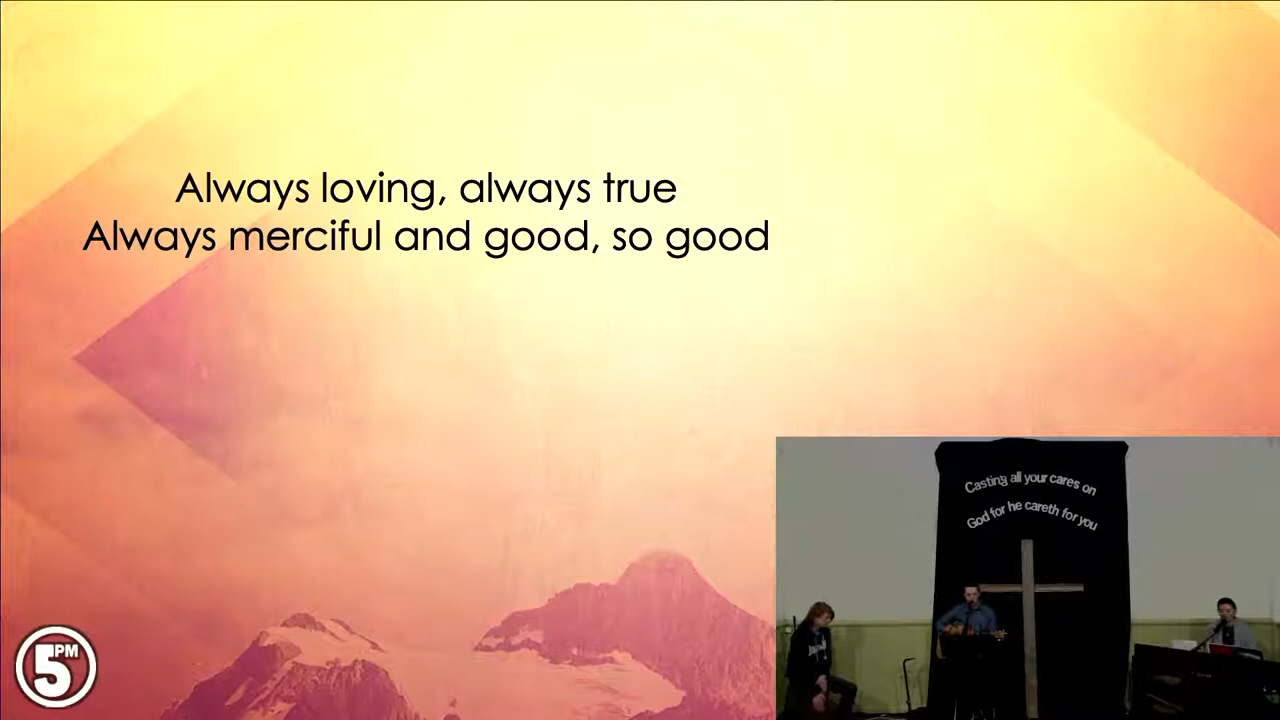 Always loving, always true
Always merciful and good, so good
Casting all your cares on
God for he careth for you
5PM